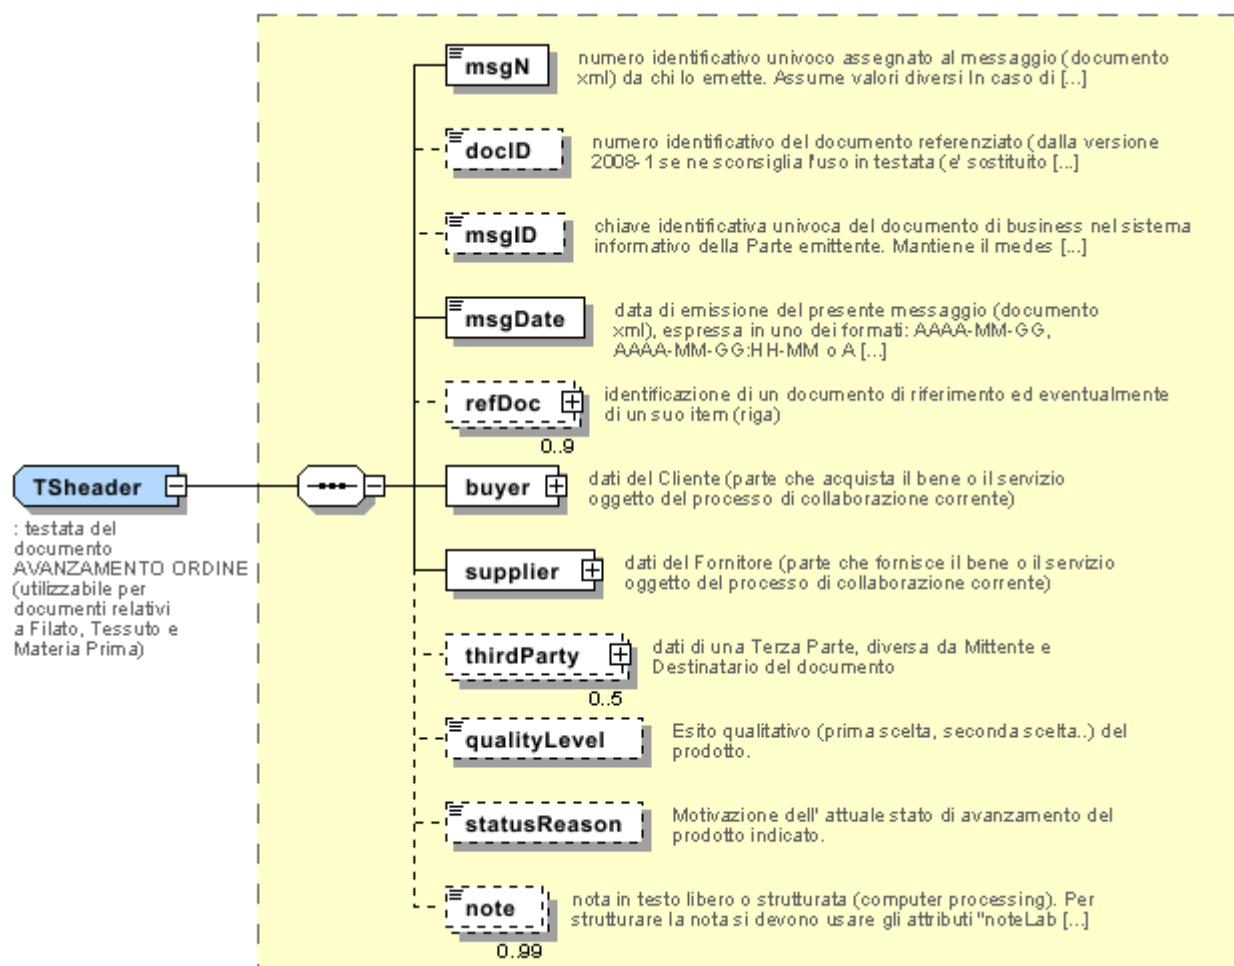 msgN
numero identificativo univoco assegnato al messaggio (documento
xml) da chi lo emette. Assume valori diversi In caso di [...]
docID
numero identificativo del documento referenziato (dalla versione
2008-1 se ne sconsiglia l'uso in testata (e' sostituito [...]
msgID
chiave identificativa univoca del documento di business nel sistema
informativo della Parte emittente. Mantiene il medes [...]
msgDate
data di emissione del presente messaggio (documento
xml), espressa in uno dei formati: AAAA-MM-GG,
AAAA-MM-GG:HH-MM o A [...]
refDoc
identificazione di un documento di riferimento ed eventualmente
di un suo item (riga)
0..9
TSheader
: testata del
documento
AVANZAMENTO ORDINE
(utilizzabile per
documenti relativi
a Filato, Tessuto e
Materia Prima)
buyer
dati del Cliente (parte che acquista il bene o il servizio
oggetto del processo di collaborazione corrente)
supplier
dati del Fornitore (parte che fornisce il bene o il servizio
oggetto del processo di collaborazione corrente)
thirdParty
dati di una Terza Parte, diversa da Mittente e
Destinatario del documento
0..5
qualityLevel
Esito qualitativo (prima scelta, seconda scelta..) del
prodotto.
statusReason
Motivazione dell' attuale stato di avanzamento del
prodotto indicato.
note
nota in testo libero o strutturata (computer processing). Per
strutturare la nota si devono usare gli attributi "noteLab [...]
0..99